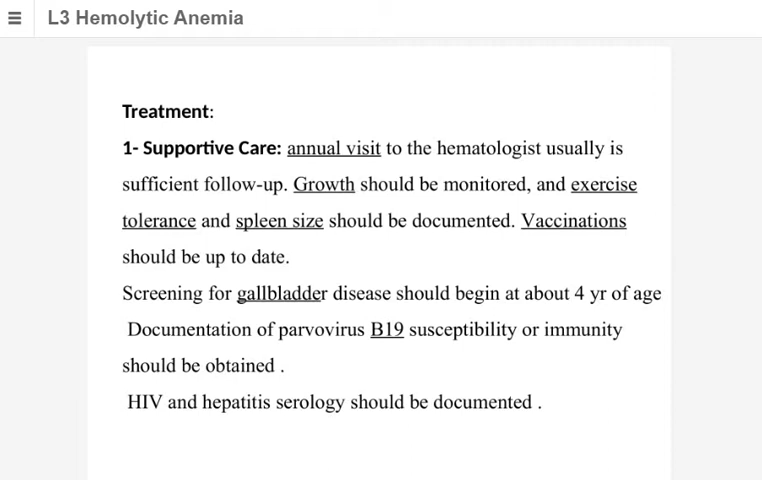 L3 Hemolytic Anemia
Treatment:
1- Supportive Care: annual visit to the hematologist usually is
sufficient follow-up. Growth should be monitored, and exercise
tolerance and spleen size should be documented. Vaccinations
should be up to date.
Screening for gallbladder disease should begin at about 4 yr of age
Documentation of parvovirus B19 susceptibility or immunity
should be obtained .
HIV and hepatitis serology should be documented .